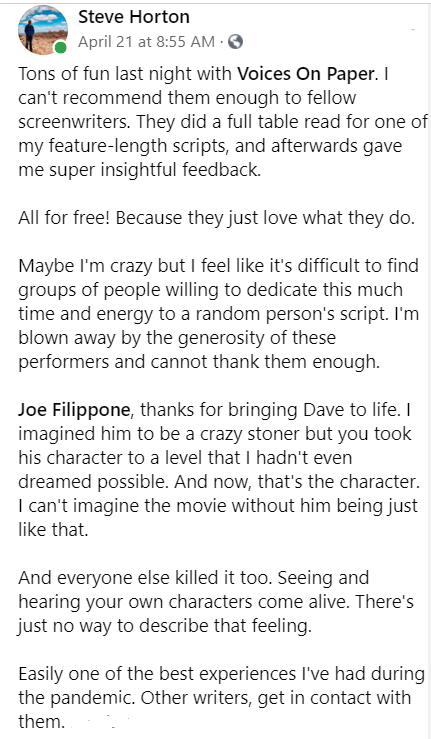 Steve Horton
April 21 at 8:55 AM ·
Tons of fun last night with Voices On Paper. I
can't recommend them enough to fellow
screenwriters. They did a full table read for one of
my feature-length scripts, and afterwards gave
me super insightful feedback.
All for free! Because they just love what they do.
Maybe I'm crazy but I feel like it's difficult to find
groups of people willing to dedicate this much
time and energy to a random person's script. I'm
blown away by the generosity of these
performers and cannot thank them enough.
Joe Filippone, thanks for bringing Dave to life. I
imagined him to be a crazy stoner but you took
his character to a level that I hadn't even
dreamed possible. And now, that's the character.
I can't imagine the movie without him being just
like that.
And everyone else killed it too. Seeing and
hearing your own characters come alive. There's
just no way to describe that feeling.
Easily one of the best experiences I've had during
the pandemic. Other writers, get in contact with
them.